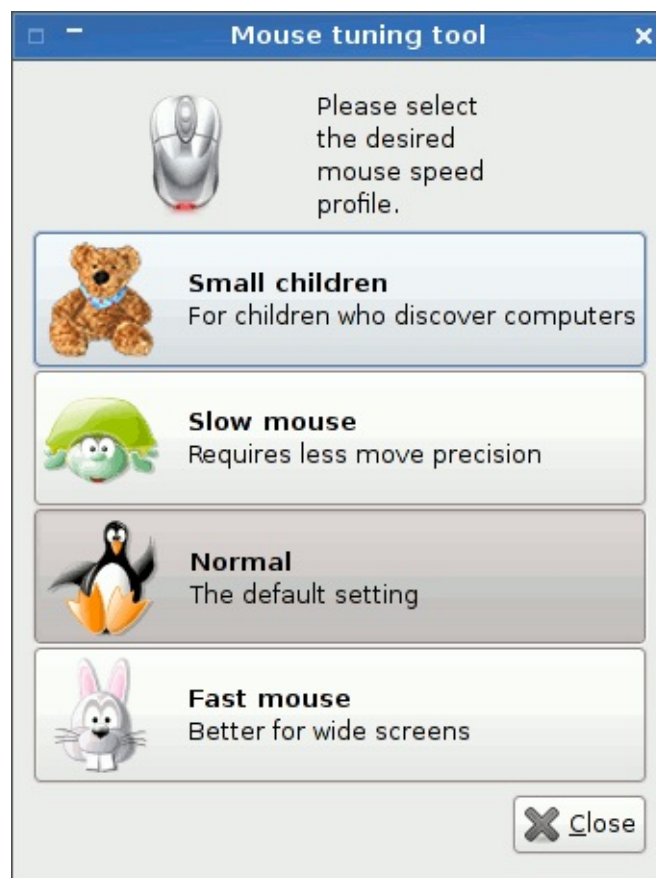 Mouse tuning tool
Please select
the desired
mouse speed
profile.
Small children
For children who discover computers
Slow mouse
Requires less move precision
Normal
The default setting
Fast mouse
Better for wide screens
Close